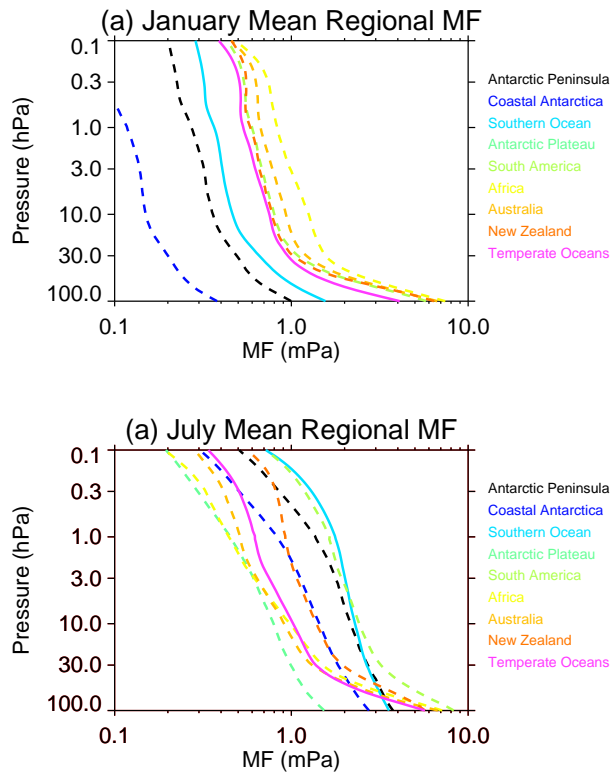 (a) January Mean Regional MF
0.1
0.3
1.0
3.0
10.0
30.0
100.0
Pressure (hPa)
0.1
1.0
10.0
MF (mPa)
Antarctic Peninsula
Coastal Antarctica
Southern Ocean
Antarctic Plateau
South America
Africa
Australia
New Zealand
Temperate Oceans
(a) July Mean Regional MF
0.1
0.3
1.0
3.0
10.0
30.0
100.0
Pressure (hPa)
0.1
1.0
10.0
MF (mPa)
Antarctic Peninsula
Coastal Antarctica
Southern Ocean
Antarctic Plateau
South America
Africa
Australia
New Zealand
Temperate Oceans